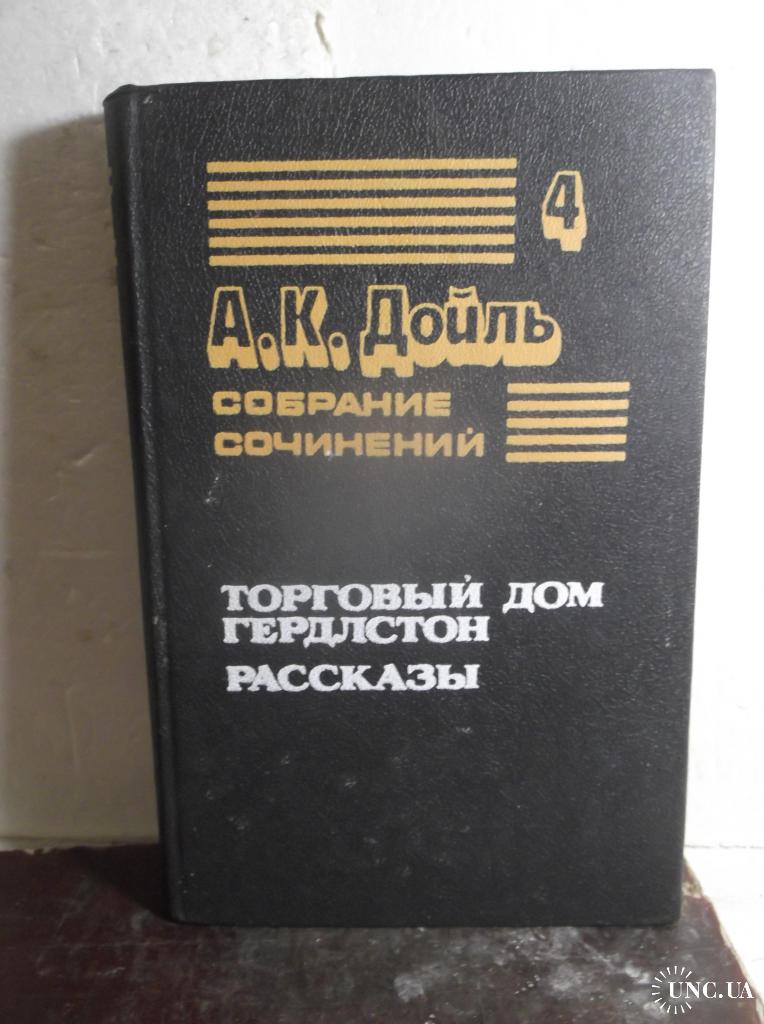 4
А.К. Дойль
СОБРАНИЕ
СОЧИНЕНИЙ
ТОРГОВЫЙ ДОМ
ГЕРДЛСТОН
РАССКАЗЫ
UNC.UA